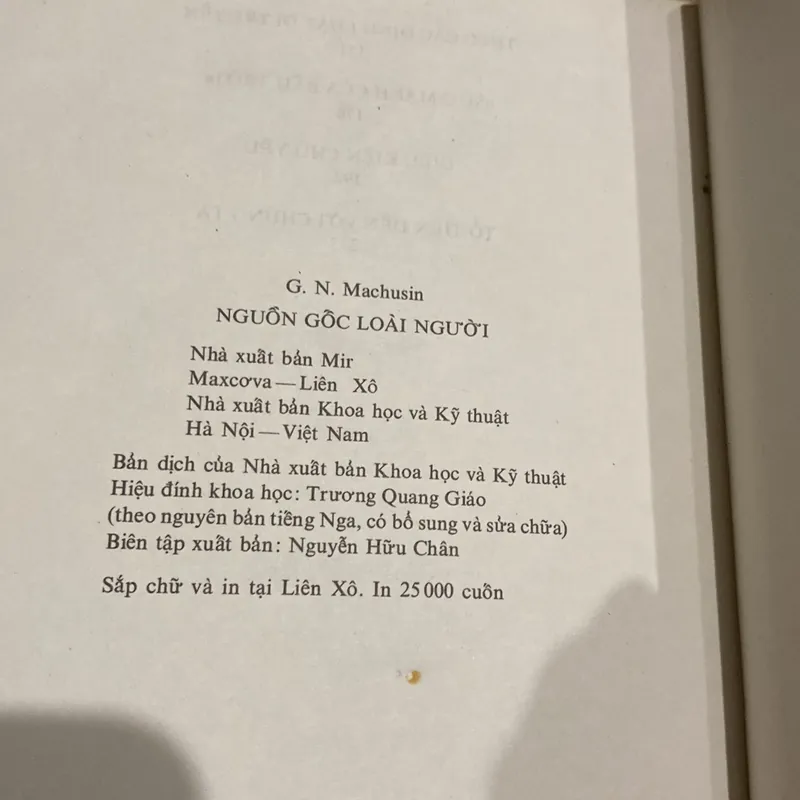 G. N. Machusin
NGUỒN GỐC LOÀI NGƯỜI
Nhà xuất bản Mir
Maxcơva — Liên Xô
Nhà xuất bản Khoa học và Kỹ thuật
Hà Nội — Việt Nam
Bản dịch của Nhà xuất bản Khoa học và Kỹ thuật
Hiệu đính khoa học: Trương Quang Giáo
(theo nguyên bản tiếng Nga, có bổ sung và sửa chữa)
Biên tập xuất bản: Nguyễn Hữu Chân
Sắp chữ và in tại Liên Xô. In 25 000 cuốn